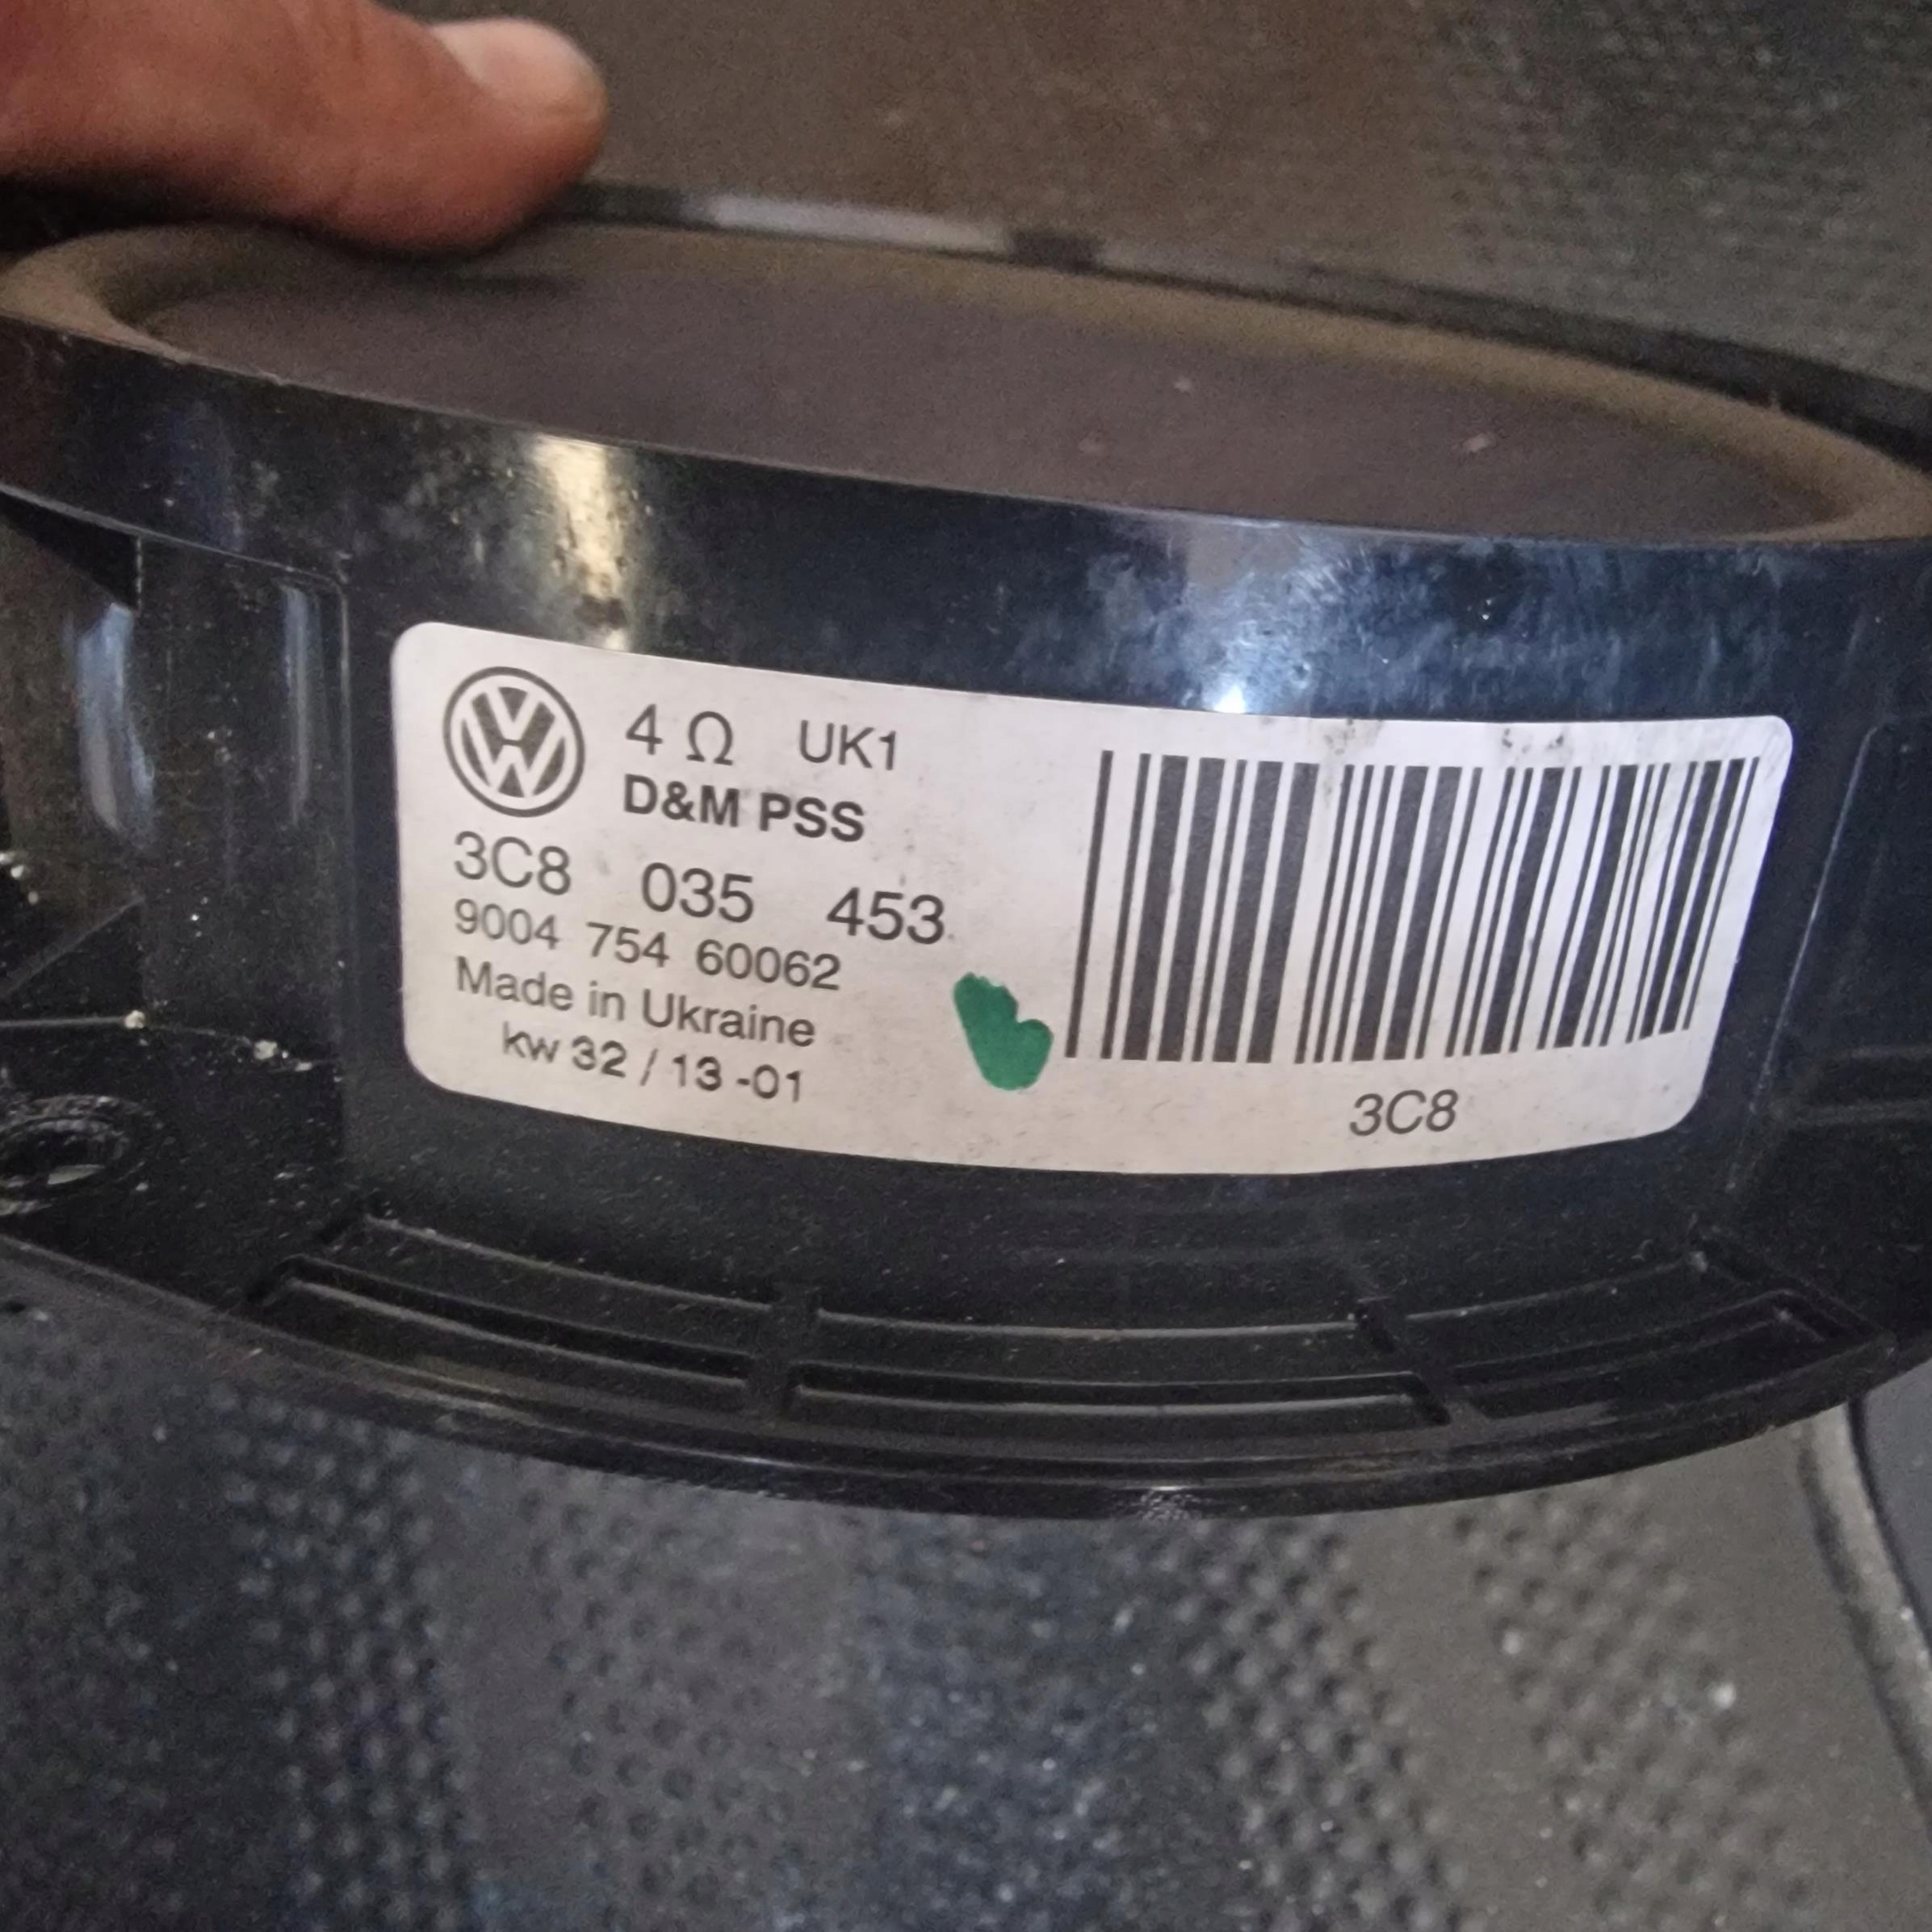 4 Ω UK1
D&M PSS
3C8 035 453
9004 754 60062
Made in Ukraine
kw 32 / 13 -01
3C8